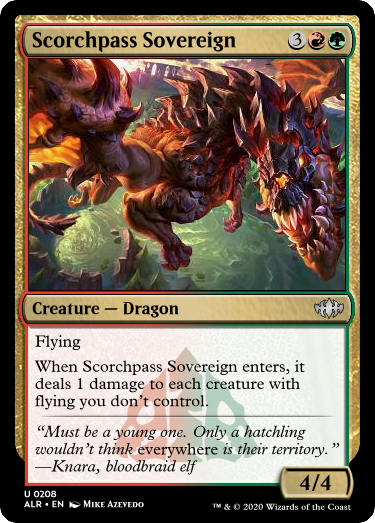 Scorchpass Sovereign 3
Creature — Dragon
Flying
When Scorchpass Sovereign enters, it
deals 1 damage to each creature with
flying you don't control.
“Must be a young one. Only a hatchling
wouldn't think everywhere is their territory.”
—Knara, bloodbraid elf
4/4
U 0208
ALR • EN Mike Azevedo
™ & © 2020 Wizards of the Coast